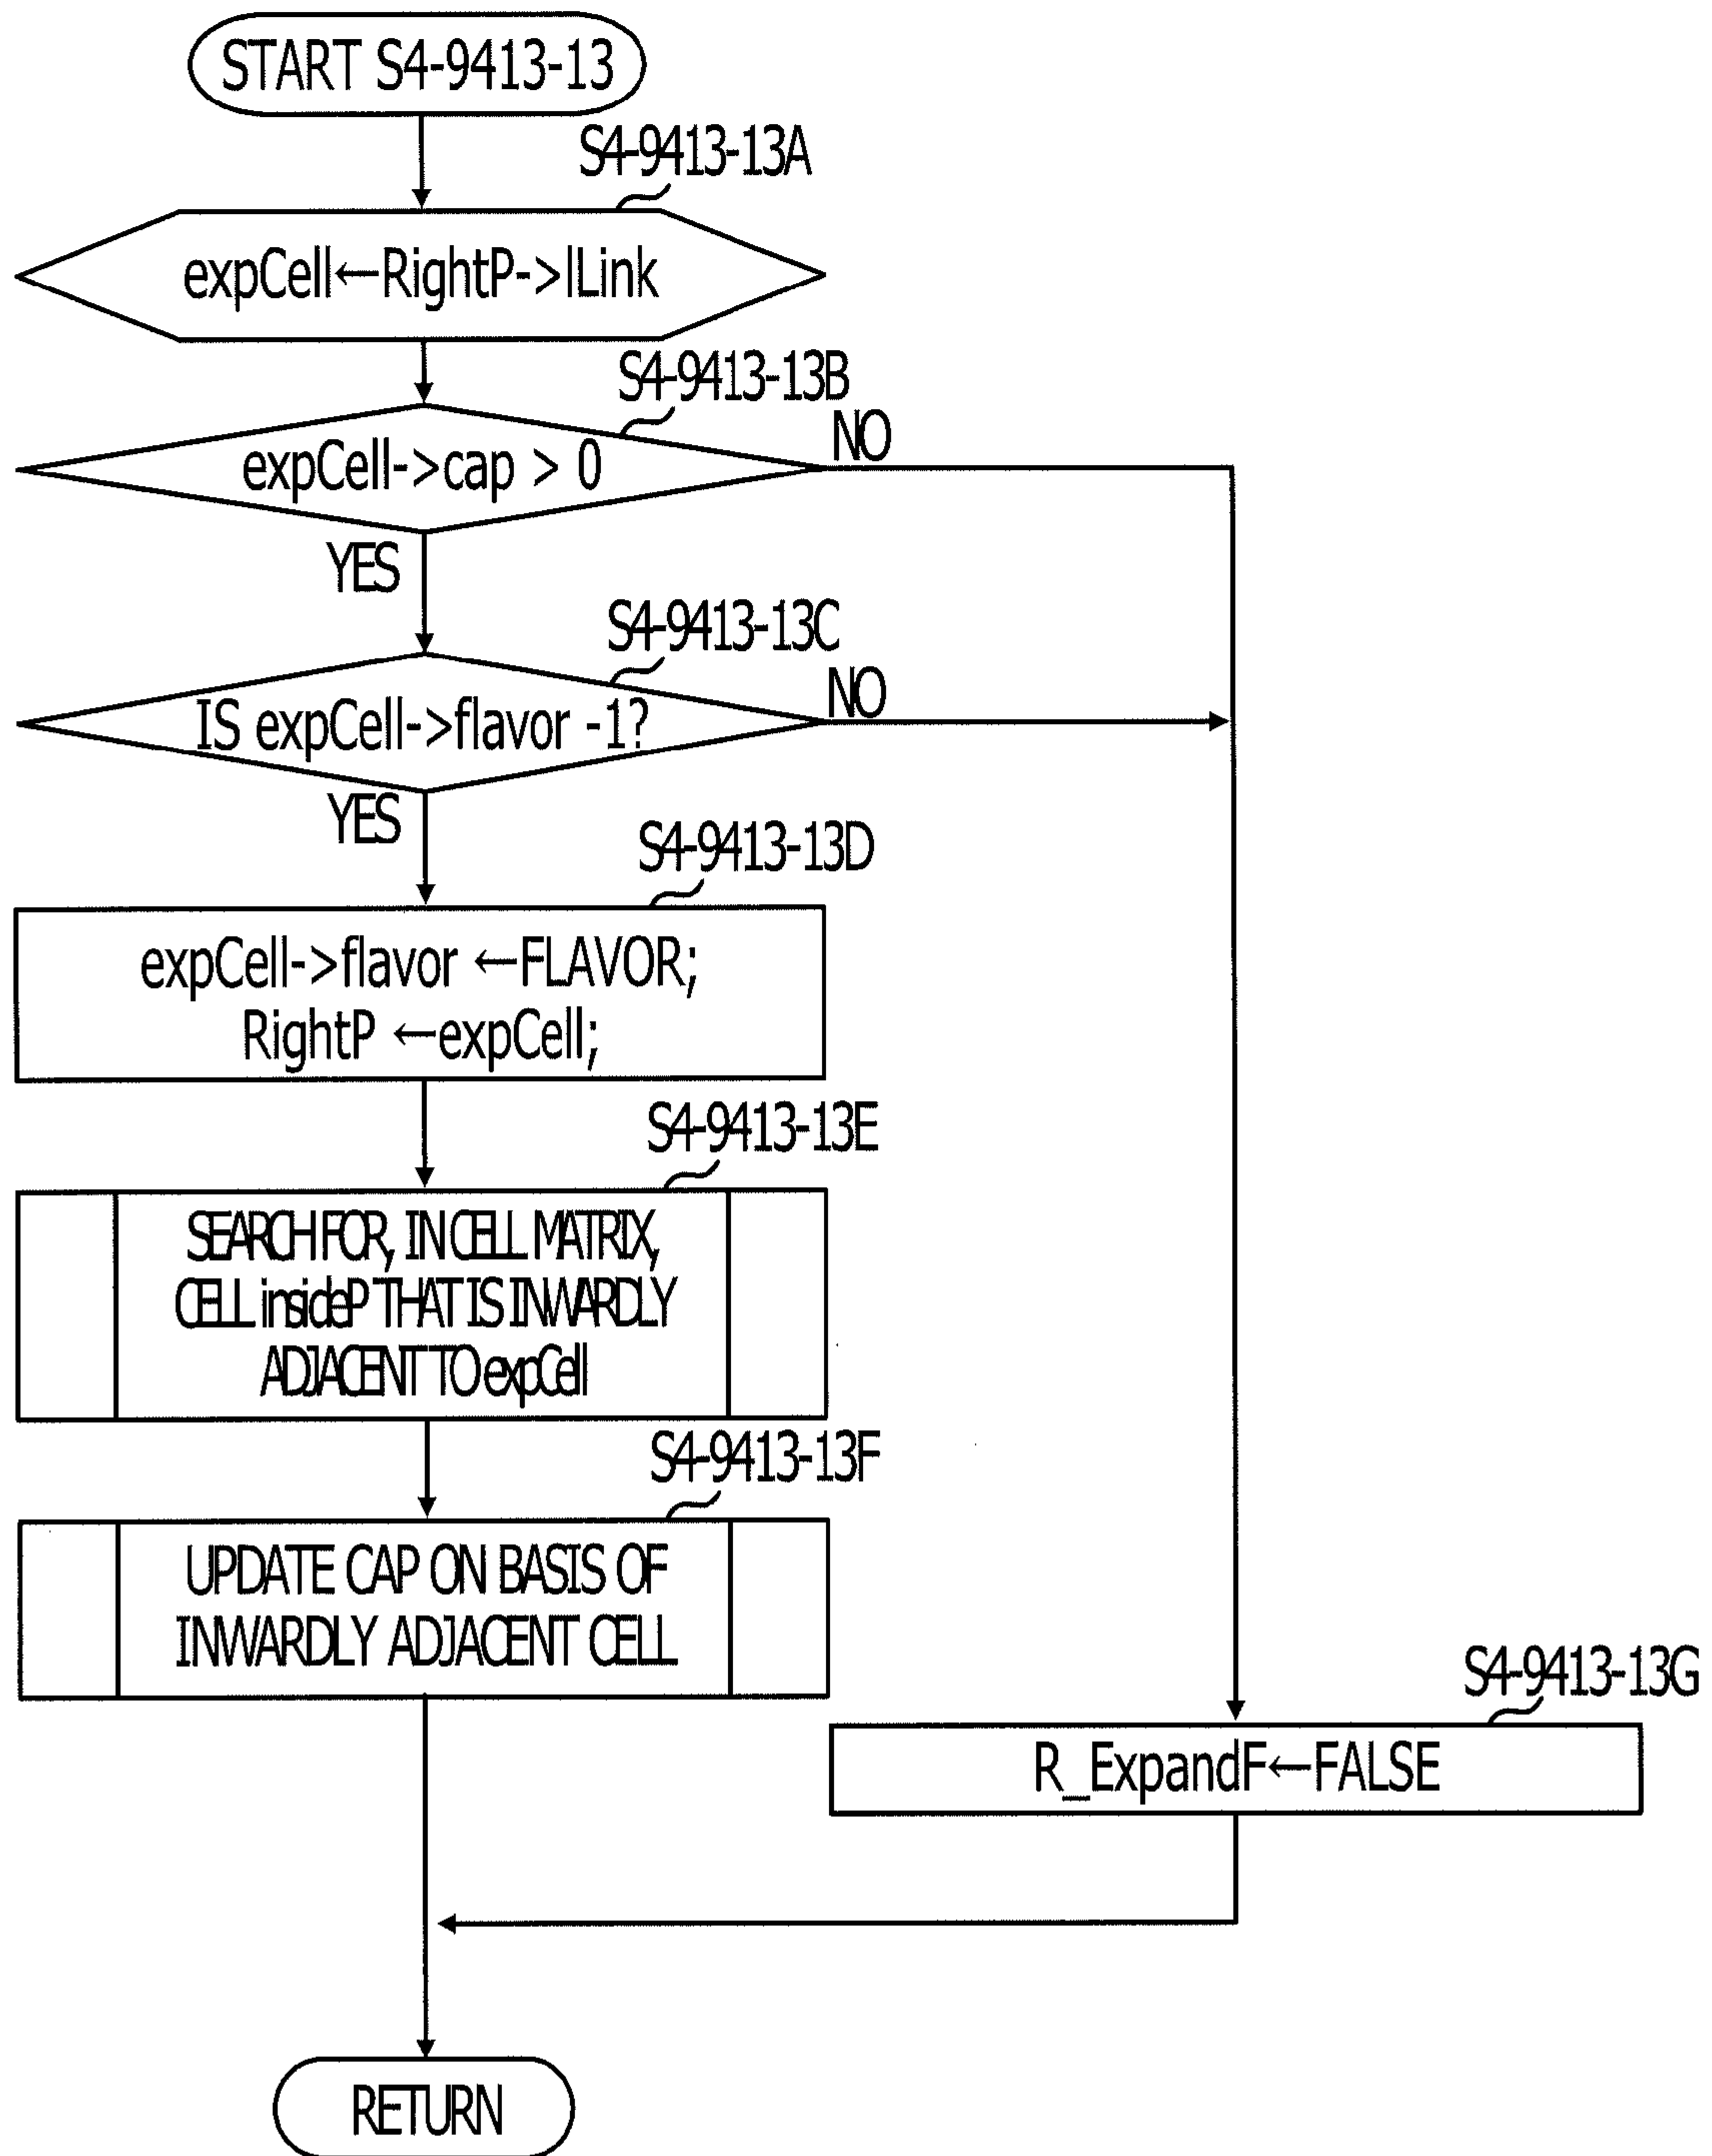 START S4-9413-13
S4-9413-13A
expCell←RightP->lLink
S4-9413-13B
expCell->cap > 0
NO
YES
S4-9413-13C
IS expCell->flavor -1?
NO
YES
S4-9413-13D
expCell->flavor ←FLAVOR;
RightP ←expCell;
S4-9413-13E
SEARCH FOR, IN CELL MATRIX,
CELL insideP THAT IS INWARDLY
ADJACENT TO expCell
S4-9413-13F
UPDATE CAP ON BASIS OF
INWARDLY ADJACENT CELL
S4-9413-13G
R_ExpandF←FALSE
RETURN